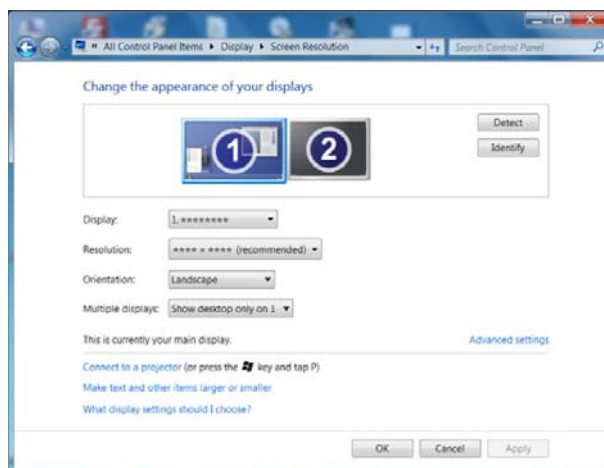 « All Control Panel Items ▸ Display ▸ Screen Resolution
Search Control Panel
Change the appearance of your displays
1
2
Detect
Identify
Display: 1. ********
Resolution: **** × **** (recommended)
Orientation: Landscape
Multiple displays: Show desktop only on 1
This is currently your main display.
Advanced settings
Connect to a projector (or press the key and tap P)
Make text and other items larger or smaller
What display settings should I choose?
OK
Cancel
Apply